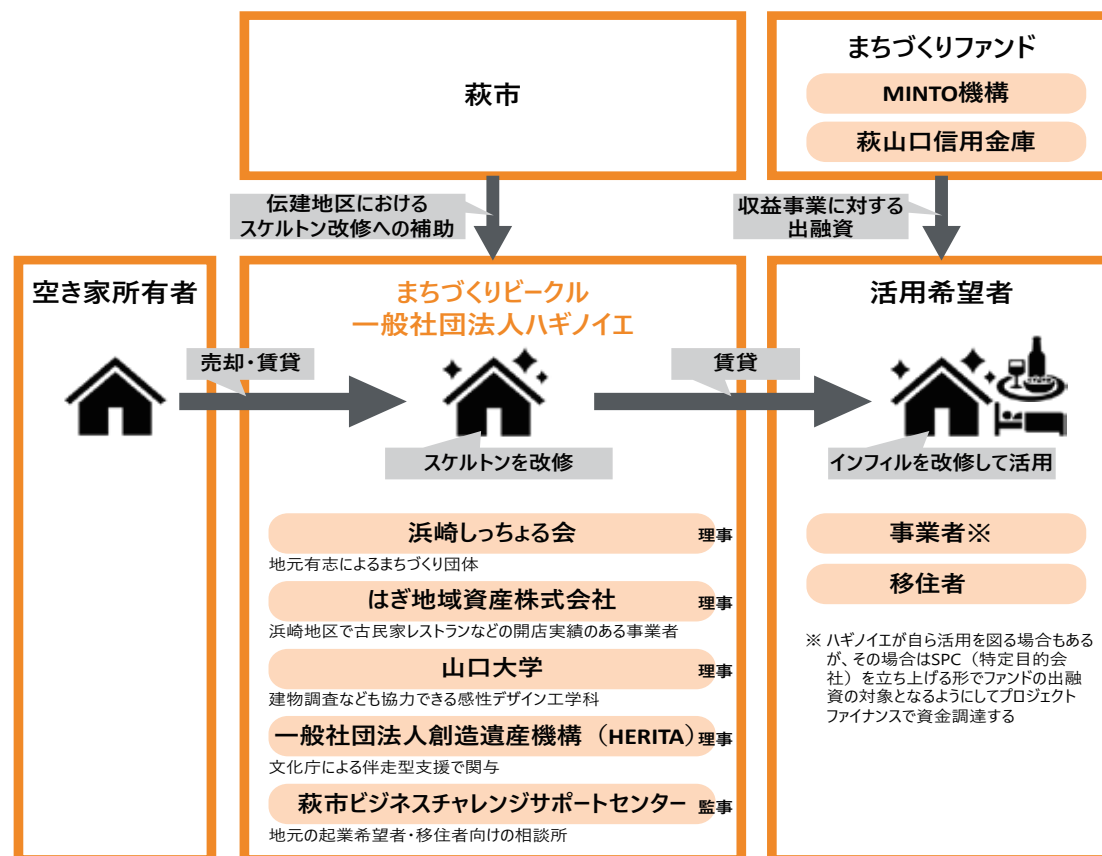 萩市
まちづくりファンド
MINTO機構
萩山口信用金庫
伝建地区における
スケルトン改修への補助
収益事業に対する
出融資
空き家所有者
売却・賃貸
まちづくりビークル
一般社団法人ハギノイエ
スケルトンを改修
賃貸
活用希望者
インフィルを改修して活用
浜崎しっちょる会 理事
地元有志によるまちづくり団体
はぎ地域資産株式会社 理事
浜崎地区で古民家レストランなどの開店実績のある事業者
山口大学 理事
建物調査なども協力できる感性デザイン工学科
一般社団法人創造遺産機構（HERITA） 理事
文化庁による伴走型支援で関与
萩市ビジネスチャレンジサポートセンター 監事
地元の起業希望者・移住者向けの相談所
事業者※
移住者
※ ハギノイエが自ら活用を図る場合もある
が、その場合はSPC（特定目的会
社）を立ち上げる形でファンドの出融
資の対象となるようにしてプロジェクト
ファイナンスで資金調達する